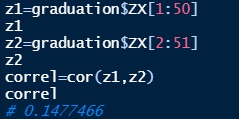 z1=graduation$ZX[1:50]
z1
z2=graduation$ZX[2:51]
z2
correl=cor(z1,z2)
correl
# 0.1477466